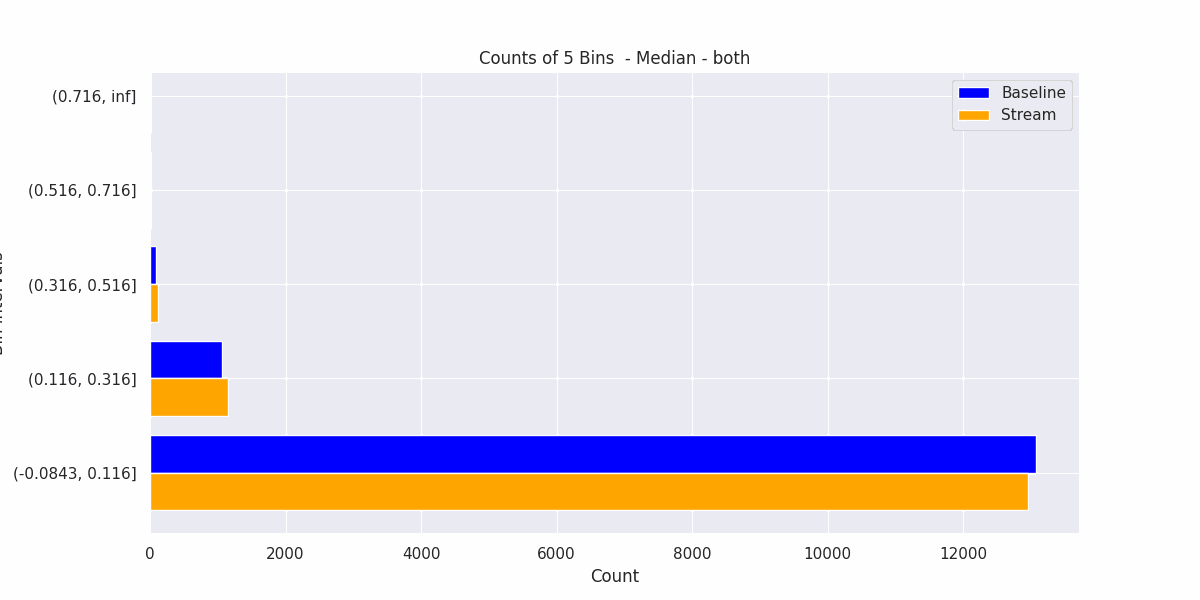 Counts of 5 Bins  - Median - both
Baseline
Stream
(0.716, inf]
(0.516, 0.716]
(0.316, 0.516]
(0.116, 0.316]
(-0.0843, 0.116]
0 2000 4000 6000 8000 10000 12000
Count